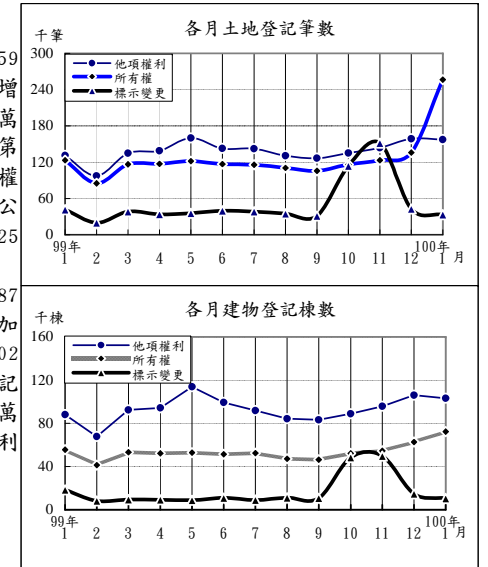 59
增
萬
第
權
公
25
87
加
02
記
萬
利
各月土地登記筆數
千筆
300
240
180
120
60
0
他項權利
所有權
標示變更
99年 100年
1 2 3 4 5 6 7 8 9 10 11 12 1 月
各月建物登記棟數
千棟
160
120
80
40
0
他項權利
所有權
標示變更
99年 100年
1 2 3 4 5 6 7 8 9 10 11 12 1 月